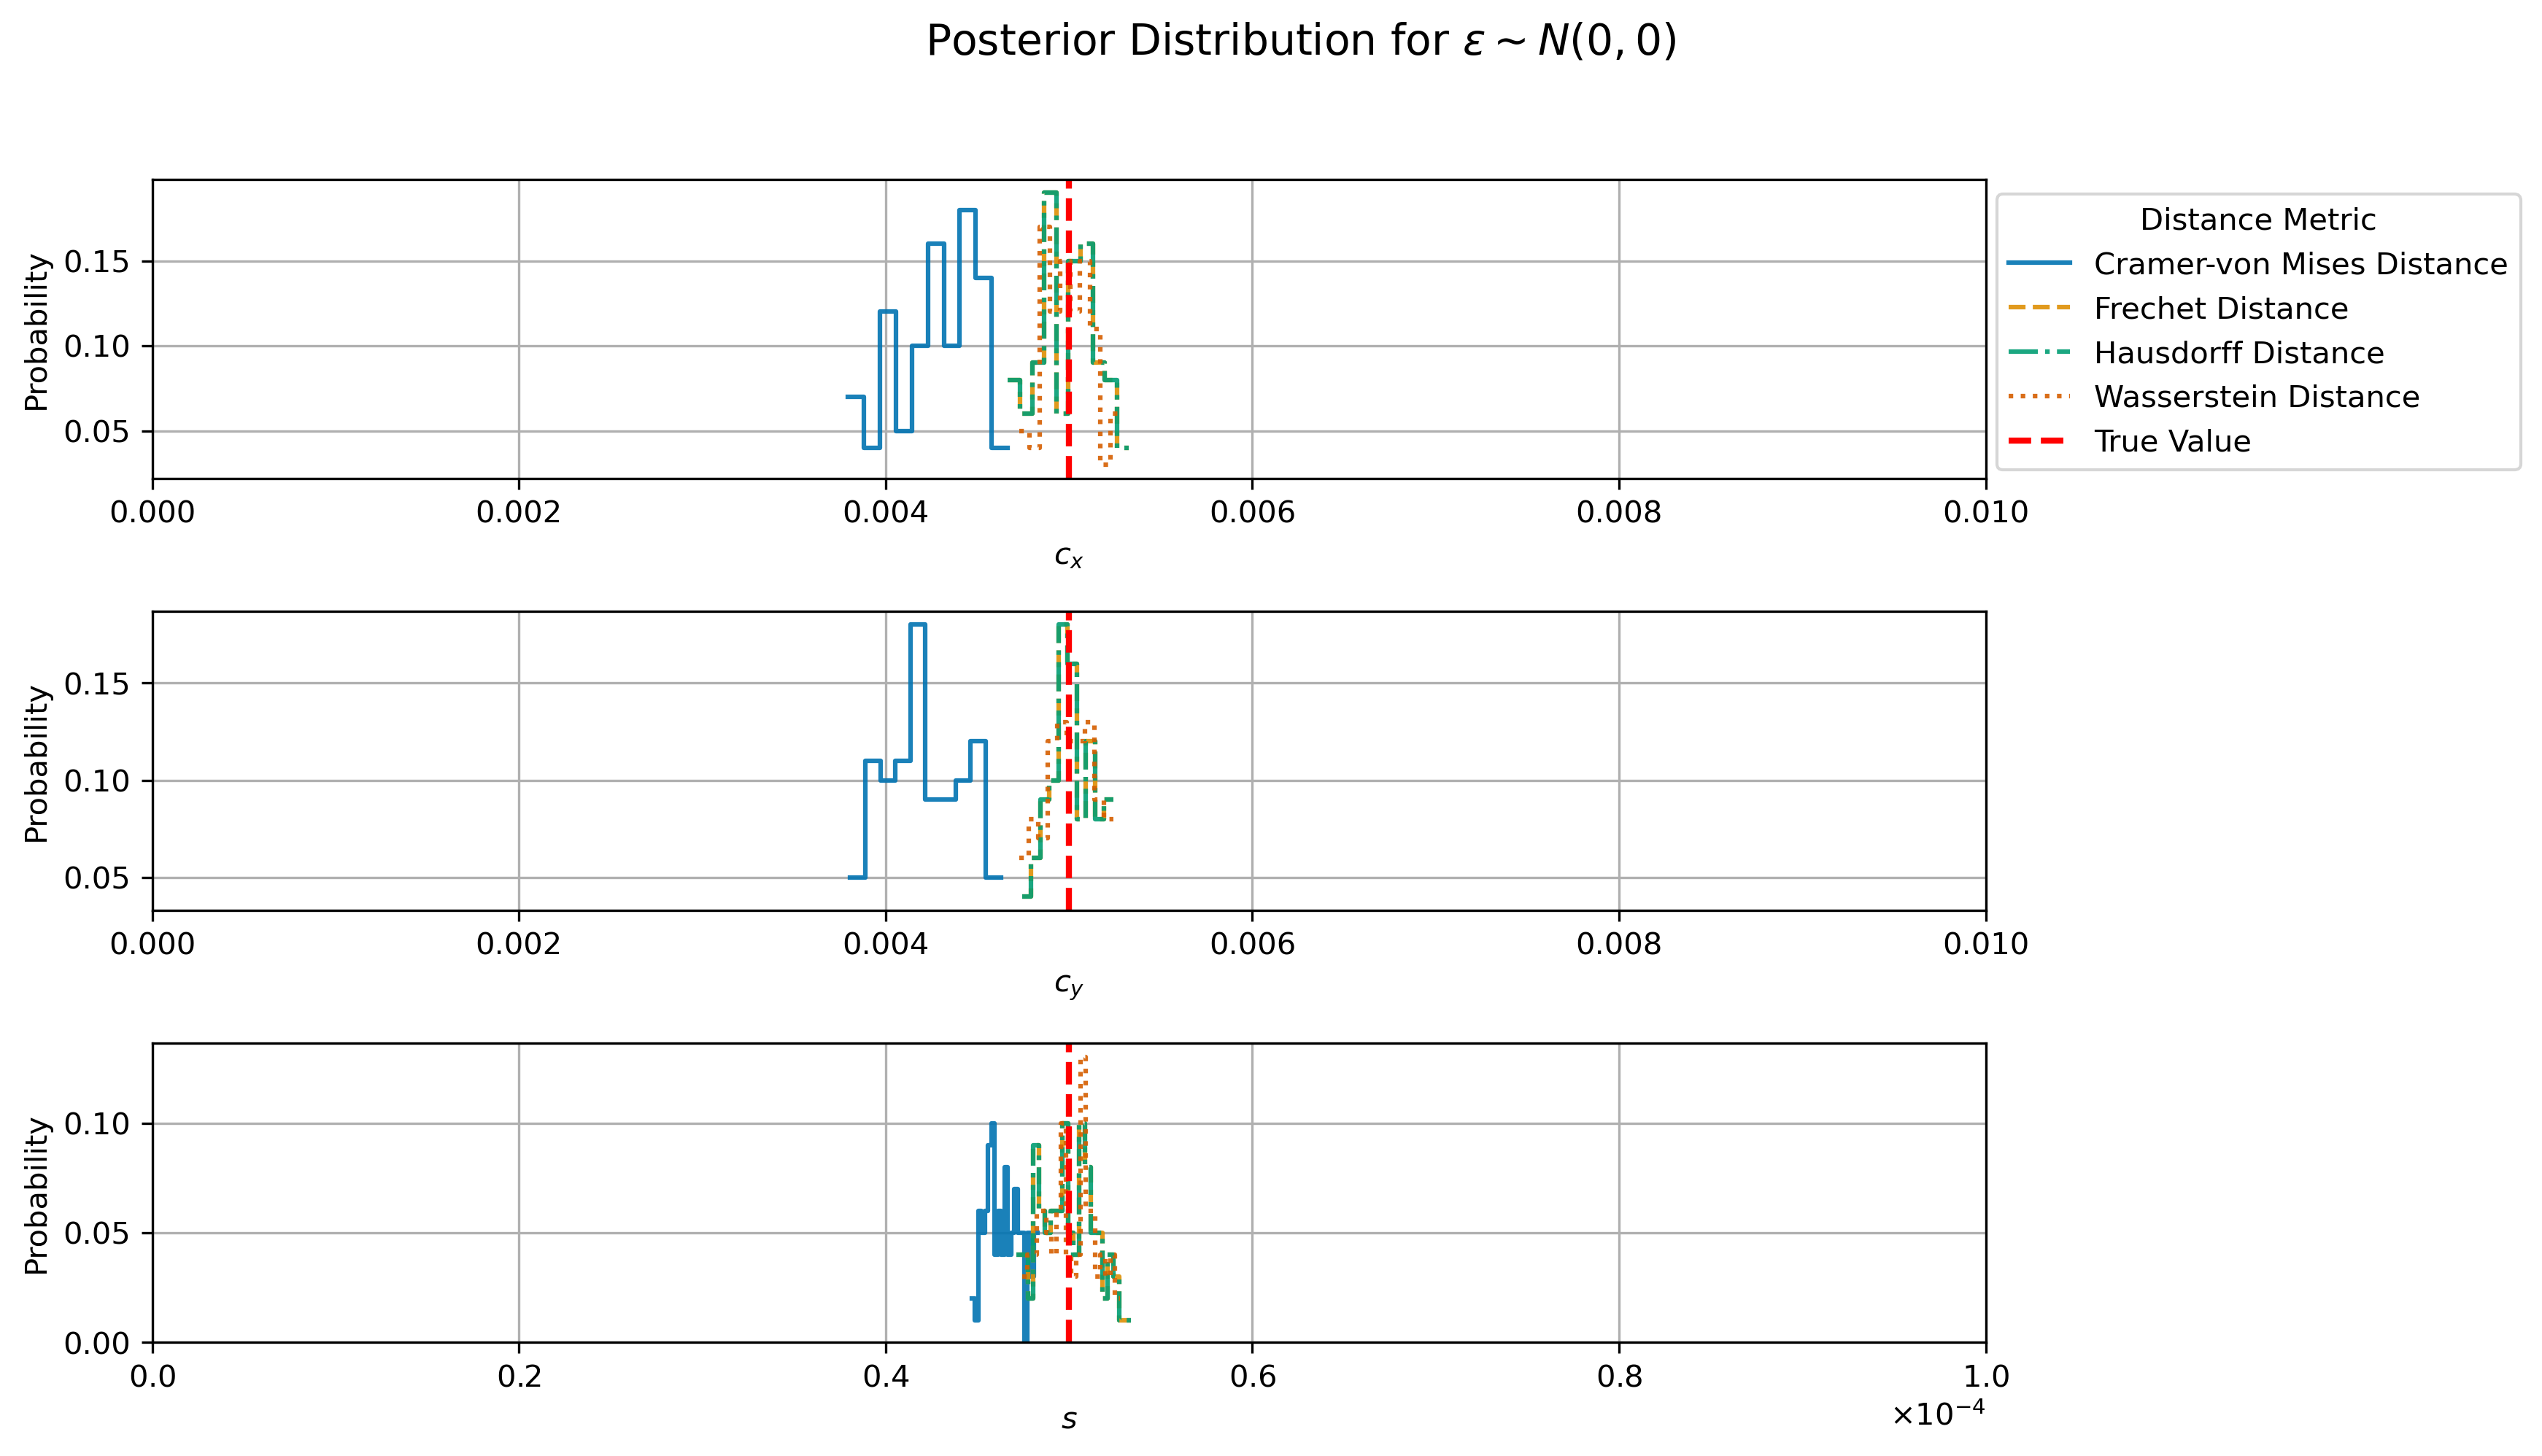 Posterior Distribution for ε ∼ N(0, 0)
Probability
0.15
0.10
0.05
0.000 0.002 0.004 0.006 0.008 0.010
c_x
Distance Metric
Cramer-von Mises Distance
Frechet Distance
Hausdorff Distance
Wasserstein Distance
True Value
Probability
0.15
0.10
0.05
0.000 0.002 0.004 0.006 0.008 0.010
c_y
Probability
0.10
0.05
0.00
0.0 0.2 0.4 0.6 0.8 1.0
s
×10⁻⁴